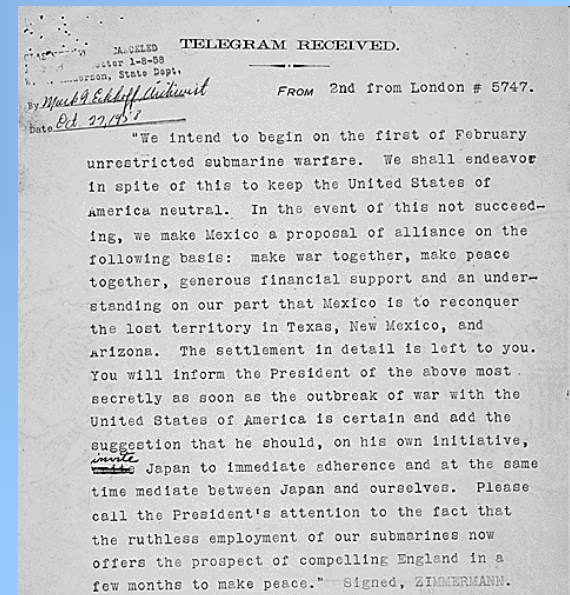 CANCELED
letter 1-8-58
State Dept.
By Mark G Eckhoff Archivist
Date Oct. 27, 1958
TELEGRAM RECEIVED.
FROM 2nd from London # 5747.
"We intend to begin on the first of February
unrestricted submarine warfare. We shall endeavor
in spite of this to keep the United States of
America neutral. In the event of this not succeed-
ing, we make Mexico a proposal of alliance on the
following basis: make war together, make peace
together, generous financial support and an under-
standing on our part that Mexico is to reconquer
the lost territory in Texas, New Mexico, and
Arizona. The settlement in detail is left to you.
You will inform the President of the above most
secretly as soon as the outbreak of war with the
United States of America is certain and add the
suggestion that he should, on his own initiative,
invite
Japan to immediate adherence and at the same
time mediate between Japan and ourselves. Please
call the President's attention to the fact that
the ruthless employment of our submarines now
offers the prospect of compelling England in a
few months to make peace." Signed, ZIMMERMANN.